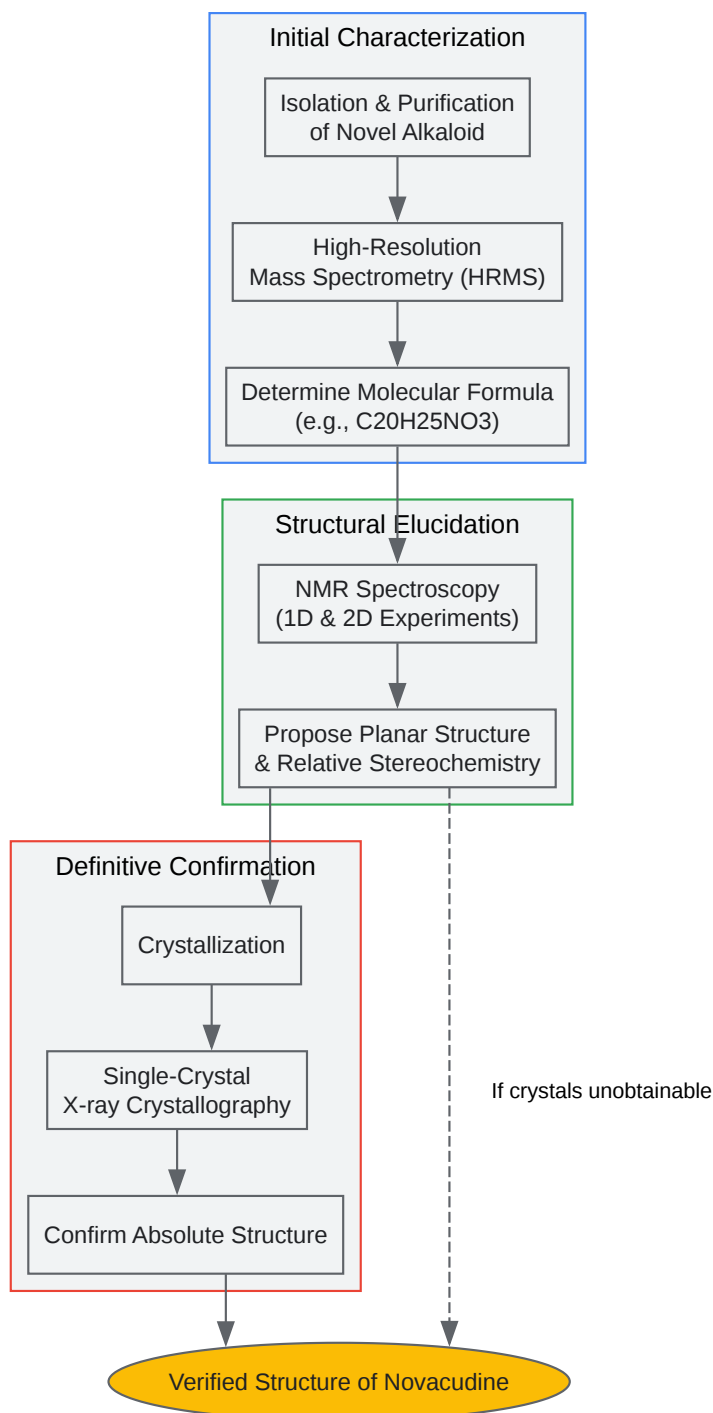 Initial Characterization
Isolation & Purification
of Novel Alkaloid
High-Resolution
Mass Spectrometry (HRMS)
Determine Molecular Formula
(e.g., C20H25NO3)
Structural Elucidation
NMR Spectroscopy
(1D & 2D Experiments)
Propose Planar Structure
& Relative Stereochemistry
Definitive Confirmation
Crystallization
Single-Crystal
X-ray Crystallography
If crystals unobtainable
Confirm Absolute Structure
Verified Structure of Novacudine